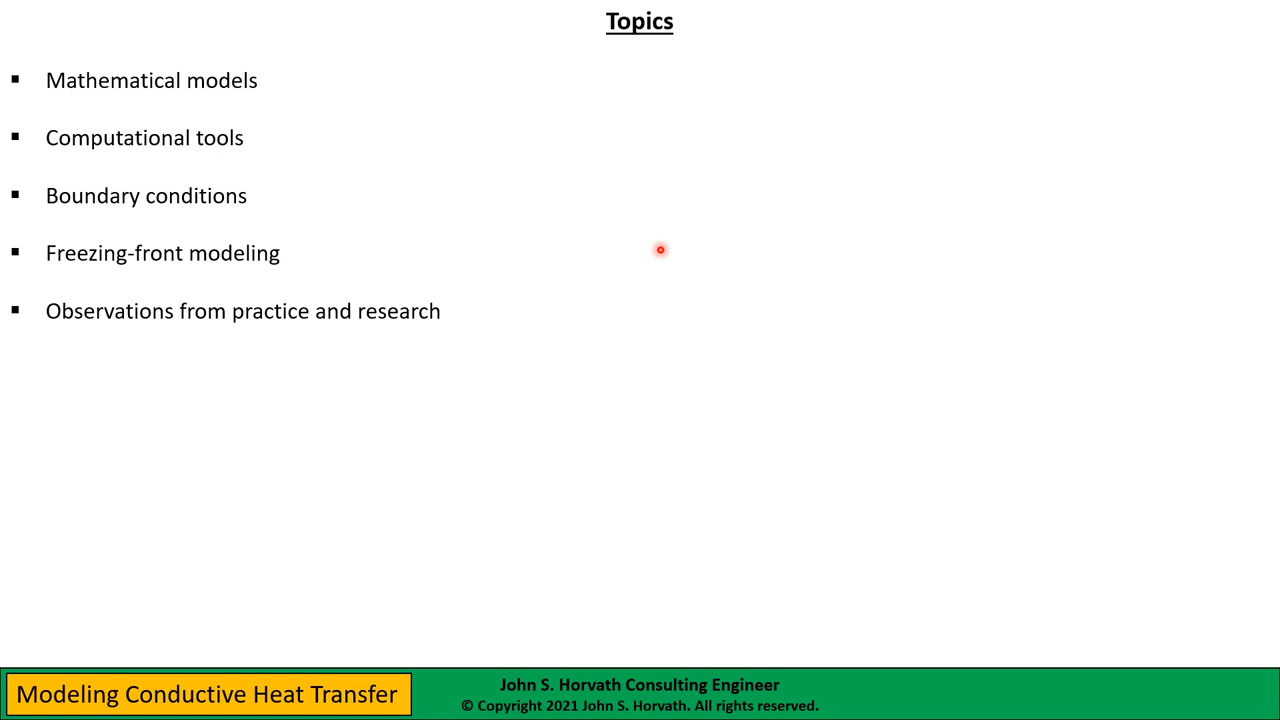 Topics
Mathematical models
Computational tools
Boundary conditions
Freezing-front modeling
Observations from practice and research
Modeling Conductive Heat Transfer
John S. Horvath Consulting Engineer
© Copyright 2021 John S. Horvath. All rights reserved.